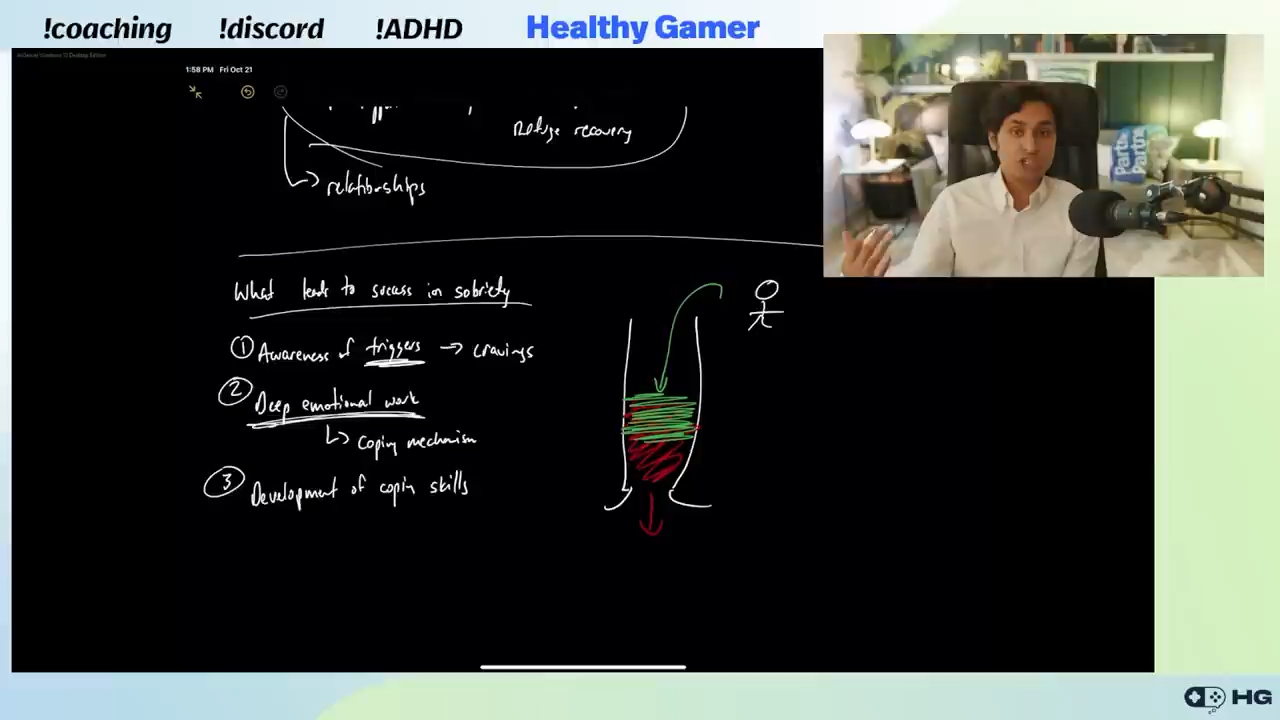 !coaching !discord !ADHD Healthy Gamer
1:58 PM Fri Oct 21
Refuge recovery
relationships
What leads to success in sobriety
① Awareness of triggers → cravings
② Deep emotional work
↳ Coping mechanism
③ Development of copin skills
HG